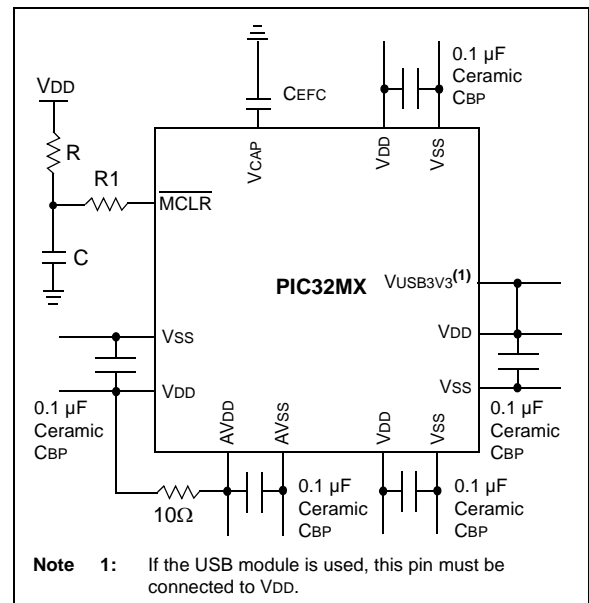 0.1 µF
Ceramic
CBP
VDD
CEFC
R
R1
VCAP
VDD
VSS
MCLR
C
PIC32MX
VUSB3V3(1)
VSS
VDD
VDD
VSS
0.1 µF
Ceramic
CBP
AVDD
AVSS
VDD
VSS
0.1 µF
Ceramic
CBP
10Ω
0.1 µF
Ceramic
CBP
0.1 µF
Ceramic
CBP
Note 1: If the USB module is used, this pin must be
connected to VDD.